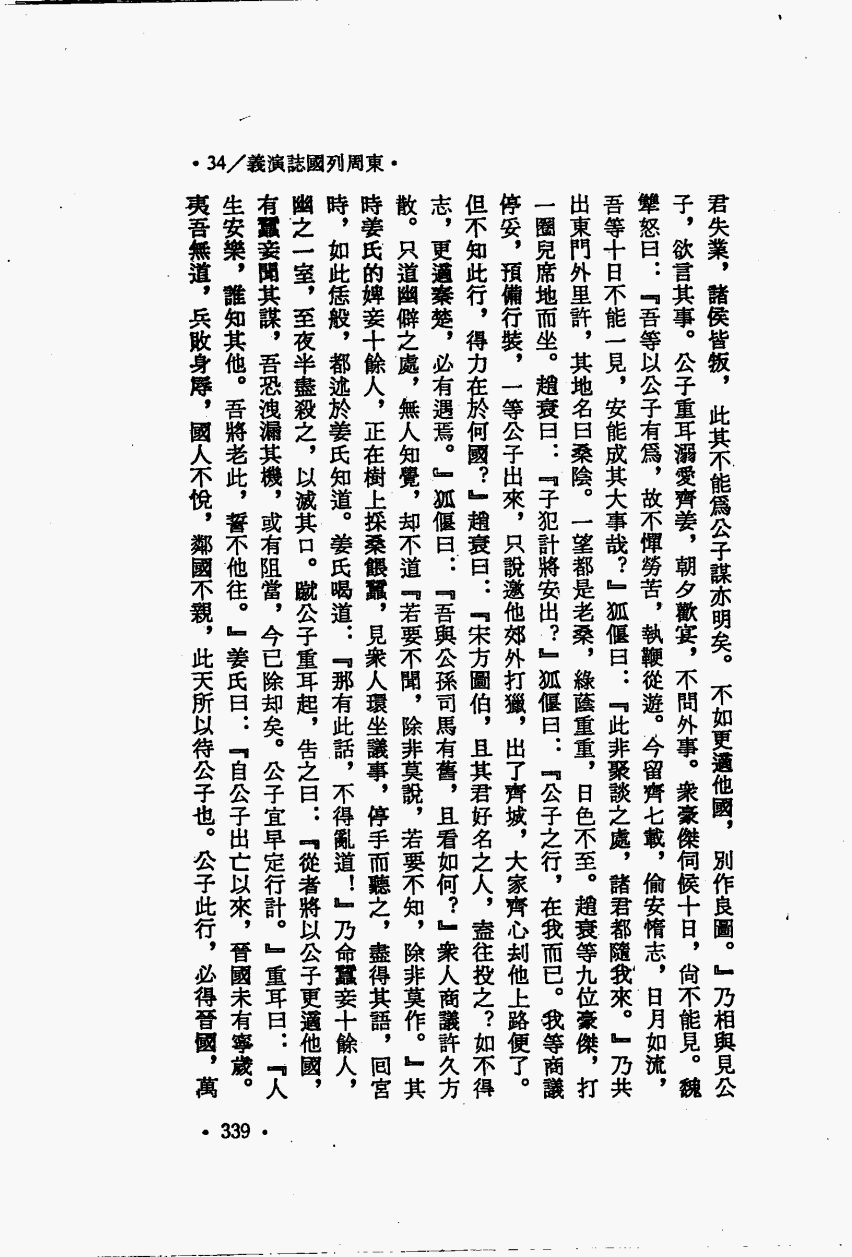 •東周列國誌演義/34•
君失業，諸侯皆叛，此其不能爲公子謀亦明矣。不如更適他國，別作良圖。』乃相與見公
子，欲言其事。公子重耳溺愛齊姜，朝夕歡宴，不問外事。衆豪傑伺候十日，尙不能見。魏
犨怒曰：『吾等以公子有爲，故不憚勞苦，執鞭從遊。今留齊七載，偷安惰志，日月如流，
吾等十日不能一見，安能成其大事哉？』狐偃曰：『此非聚談之處，諸君都隨我來。』乃共
出東門外里許，其地名曰桑陰。一望都是老桑，綠蔭重重，日色不至。趙衰等九位豪傑，打
一圈兒席地而坐。趙衰曰：『子犯計將安出？』狐偃曰：『公子之行，在我而已。我等商議
停妥，預備行裝，一等公子出來，只說邀他郊外打獵，出了齊城，大家齊心刦他上路便了。
但不知此行，得力在於何國？』趙衰曰：『宋方圖伯，且其君好名之人，盍往投之？如不得
志，更適秦楚，必有遇焉。』狐偃曰：『吾與公孫司馬有舊，且看如何？』衆人商議許久方
散。只道幽僻之處，無人知覺，却不道『若要不聞，除非莫說，若要不知，除非莫作。』其
時姜氏的婢妾十餘人，正在樹上採桑餵蠶，見衆人環坐議事，停手而聽之，盡得其語，回宮
時，如此恁般，都述於姜氏知道。姜氏喝道：『那有此話，不得亂道！』乃命蠶妾十餘人，
幽之一室，至夜半盡殺之，以滅其口。蹴公子重耳起，告之曰：『從者將以公子更適他國，
有蠶妾聞其謀，吾恐洩漏其機，或有阻當，今已除却矣。公子宜早定行計。』重耳曰：『人
生安樂，誰知其他。吾將老此，誓不他往。』姜氏曰：『自公子出亡以來，晉國未有寧歲。
夷吾無道，兵敗身辱，國人不悅，鄰國不親，此天所以待公子也。公子此行，必得晉國，萬
•339•